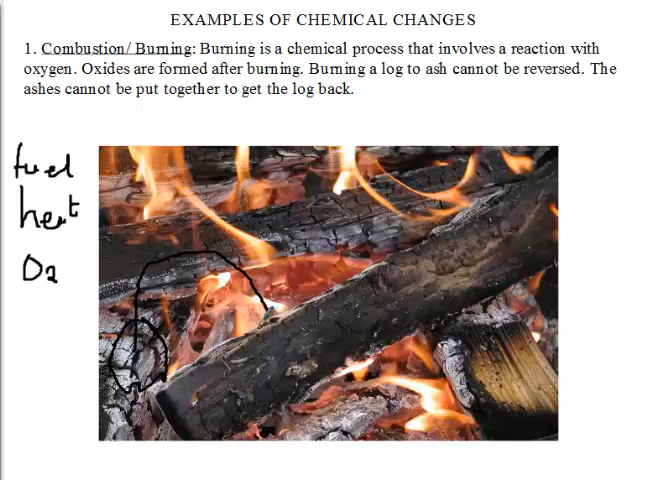 EXAMPLES OF CHEMICAL CHANGES
1. Combustion/ Burning: Burning is a chemical process that involves a reaction with
oxygen. Oxides are formed after burning. Burning a log to ash cannot be reversed. The
ashes cannot be put together to get the log back.
fuel
heat
O2